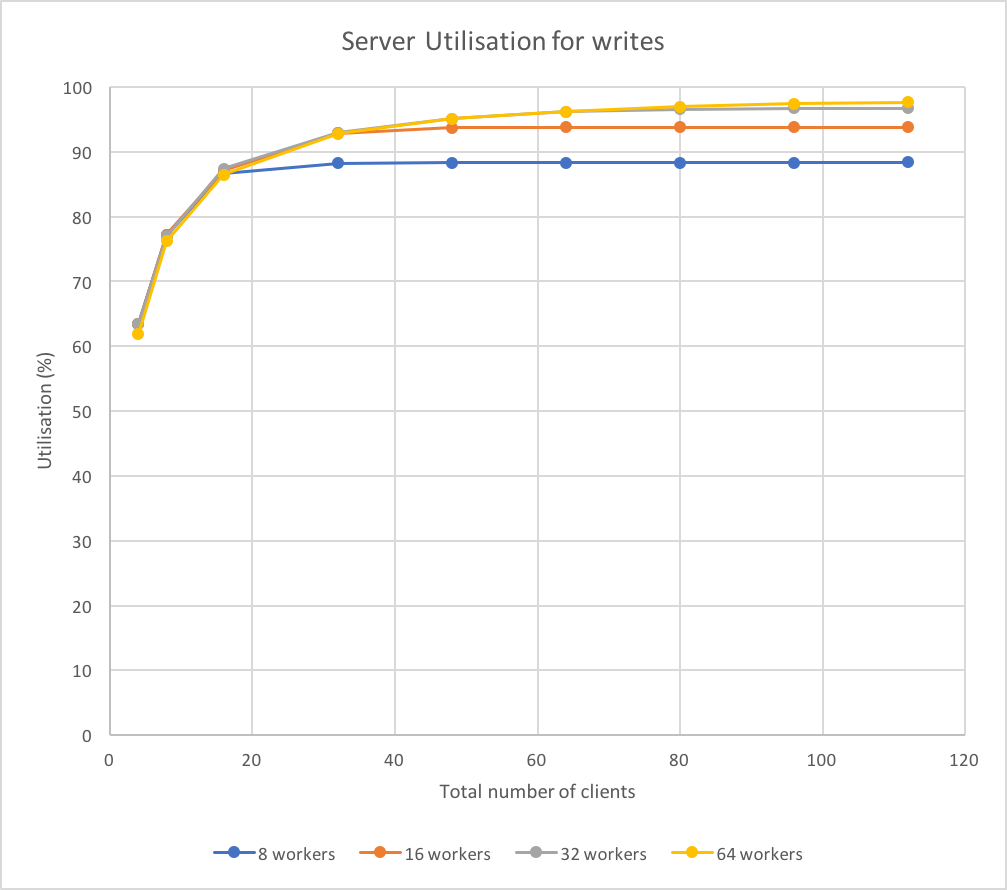 Server Utilisation for writes
100
90
80
70
60
50
40
30
20
10
0
Utilisation (%)
0 20 40 60 80 100 120
Total number of clients
8 workers 16 workers 32 workers 64 workers